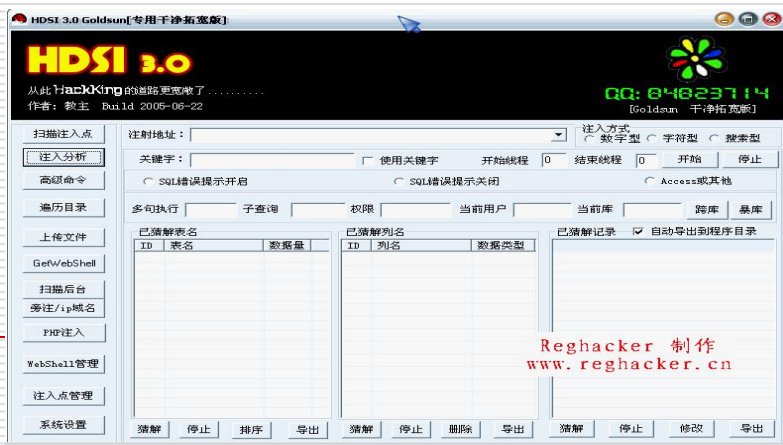 HDSI 3.0 Goldsun[专用干净拓宽版]
HDSI 3.0
从此HackKing的道路更宽敞了..........
作者: 教主 Build 2005-06-22
QQ: 84823714
[Goldsun 干净拓宽版]
扫描注入点
注入分析
高级命令
遍历目录
上传文件
GetWebShell
扫描后台
旁注/ip域名
PHP注入
WebShell管理
注入点管理
系统设置
注射地址:
注入方式
数字型 字符型 搜索型
关键字: 使用关键字 开始线程 0 结束线程 0 开始 停止
SQL错误提示开启 SQL错误提示关闭 Access或其他
多句执行 子查询 权限 当前用户 当前库 跨库 暴库
已猜解表名
ID 表名 数据量
猜解 停止 排序 导出
已猜解列名
ID 列名 数据类型
猜解 停止 删除 导出
已猜解记录 自动导出到程序目录
Reghacker 制作
www.reghacker.cn
猜解 停止 修改 导出